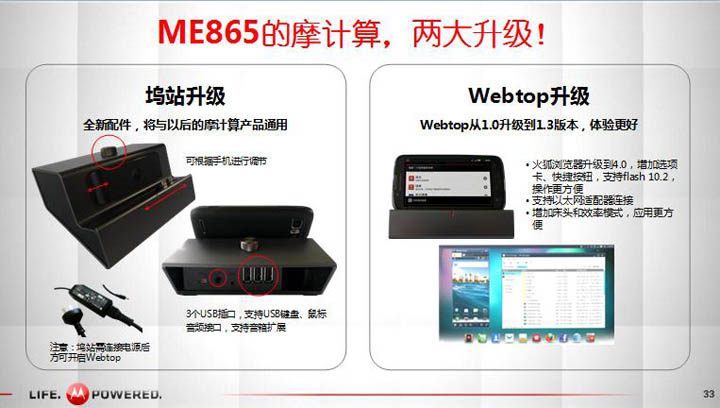 ME865的摩计算，两大升级！
坞站升级
全新配件，将与以后的摩计算产品通用
可根据手机进行调节
3个USB插口，支持USB键盘、鼠标
音频接口，支持音箱扩展
注意：坞站需连接电源后
方可开启Webtop
Webtop升级
Webtop从1.0升级到1.3版本，体验更好
• 火狐浏览器升级到4.0，增加选项
卡、快捷按钮，支持flash 10.2，
操作更方便
• 支持以太网适配器连接
• 增加床头和效率模式，应用更方
便
LIFE. POWERED.
33